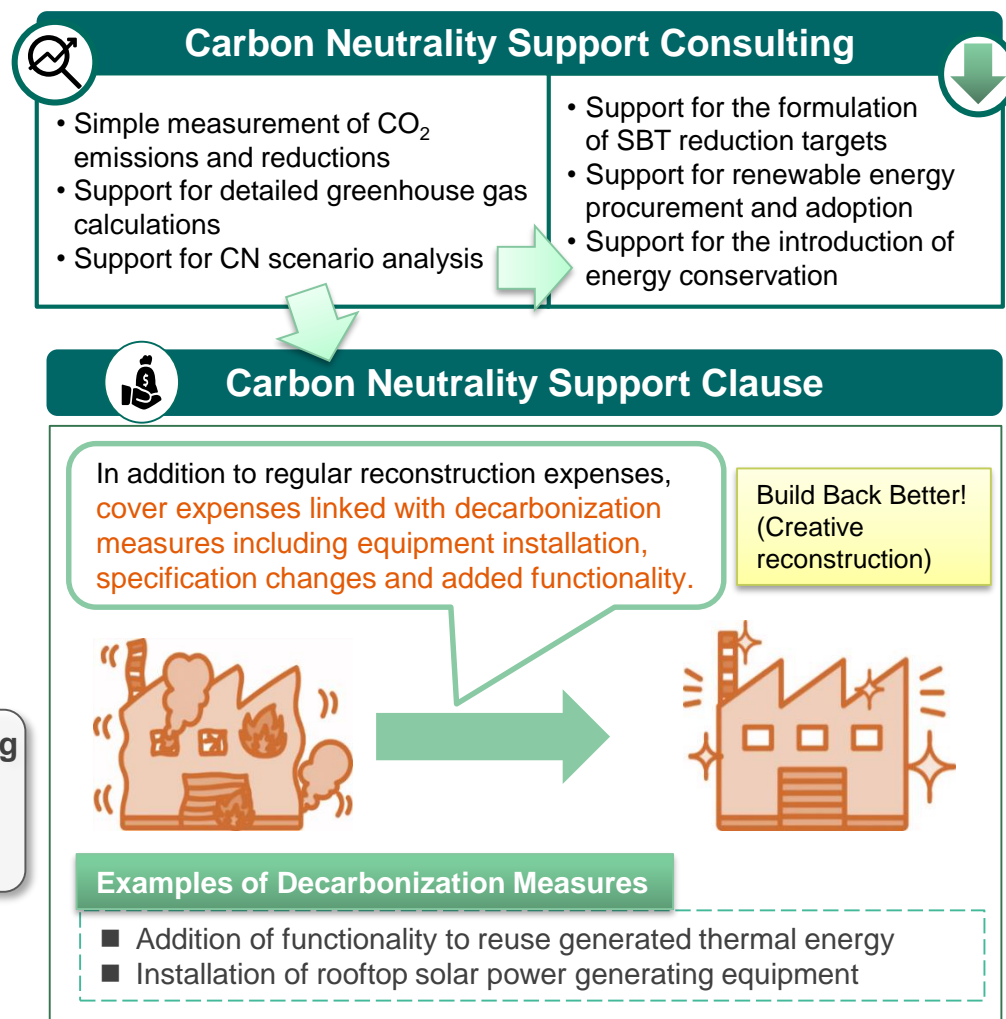 Carbon Neutrality Support Consulting
• Simple measurement of CO₂
emissions and reductions
• Support for detailed greenhouse gas
calculations
• Support for CN scenario analysis
• Support for the formulation
of SBT reduction targets
• Support for renewable energy
procurement and adoption
• Support for the introduction of
energy conservation
Carbon Neutrality Support Clause
In addition to regular reconstruction expenses,
cover expenses linked with decarbonization
measures including equipment installation,
specification changes and added functionality.
Build Back Better!
(Creative
reconstruction)
g
Examples of Decarbonization Measures
■ Addition of functionality to reuse generated thermal energy
■ Installation of rooftop solar power generating equipment